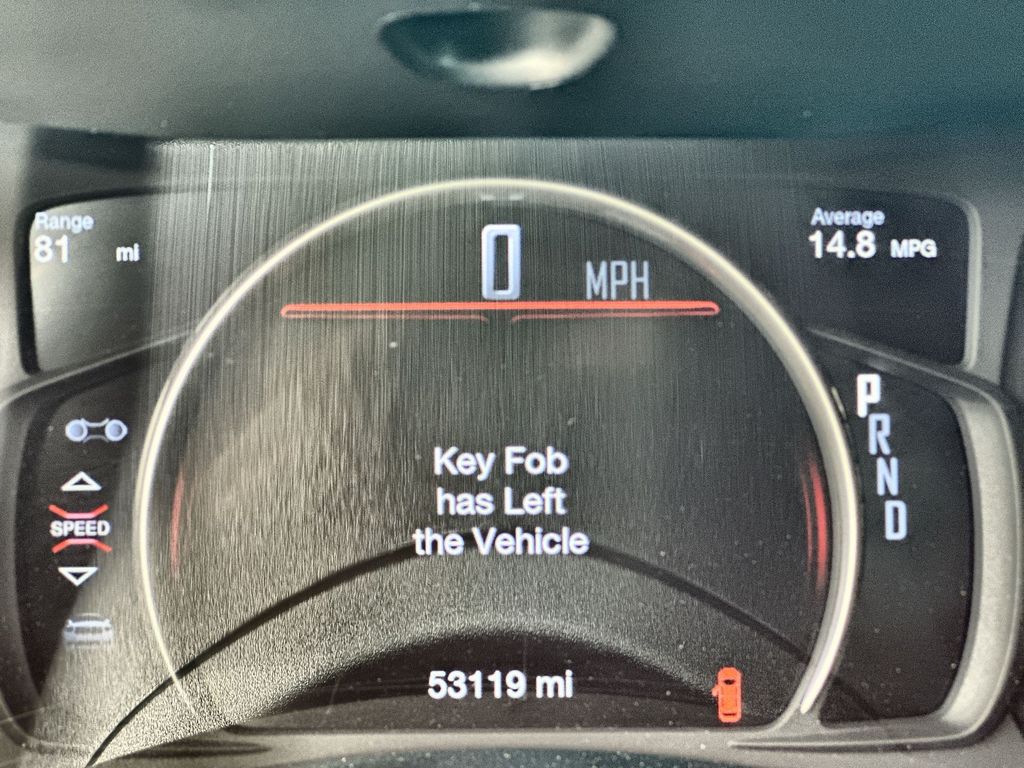 Range
81 mi
0 MPH
Average
14.8 MPG
P
R
N
D
SPEED
Key Fob
has Left
the Vehicle
53119 mi